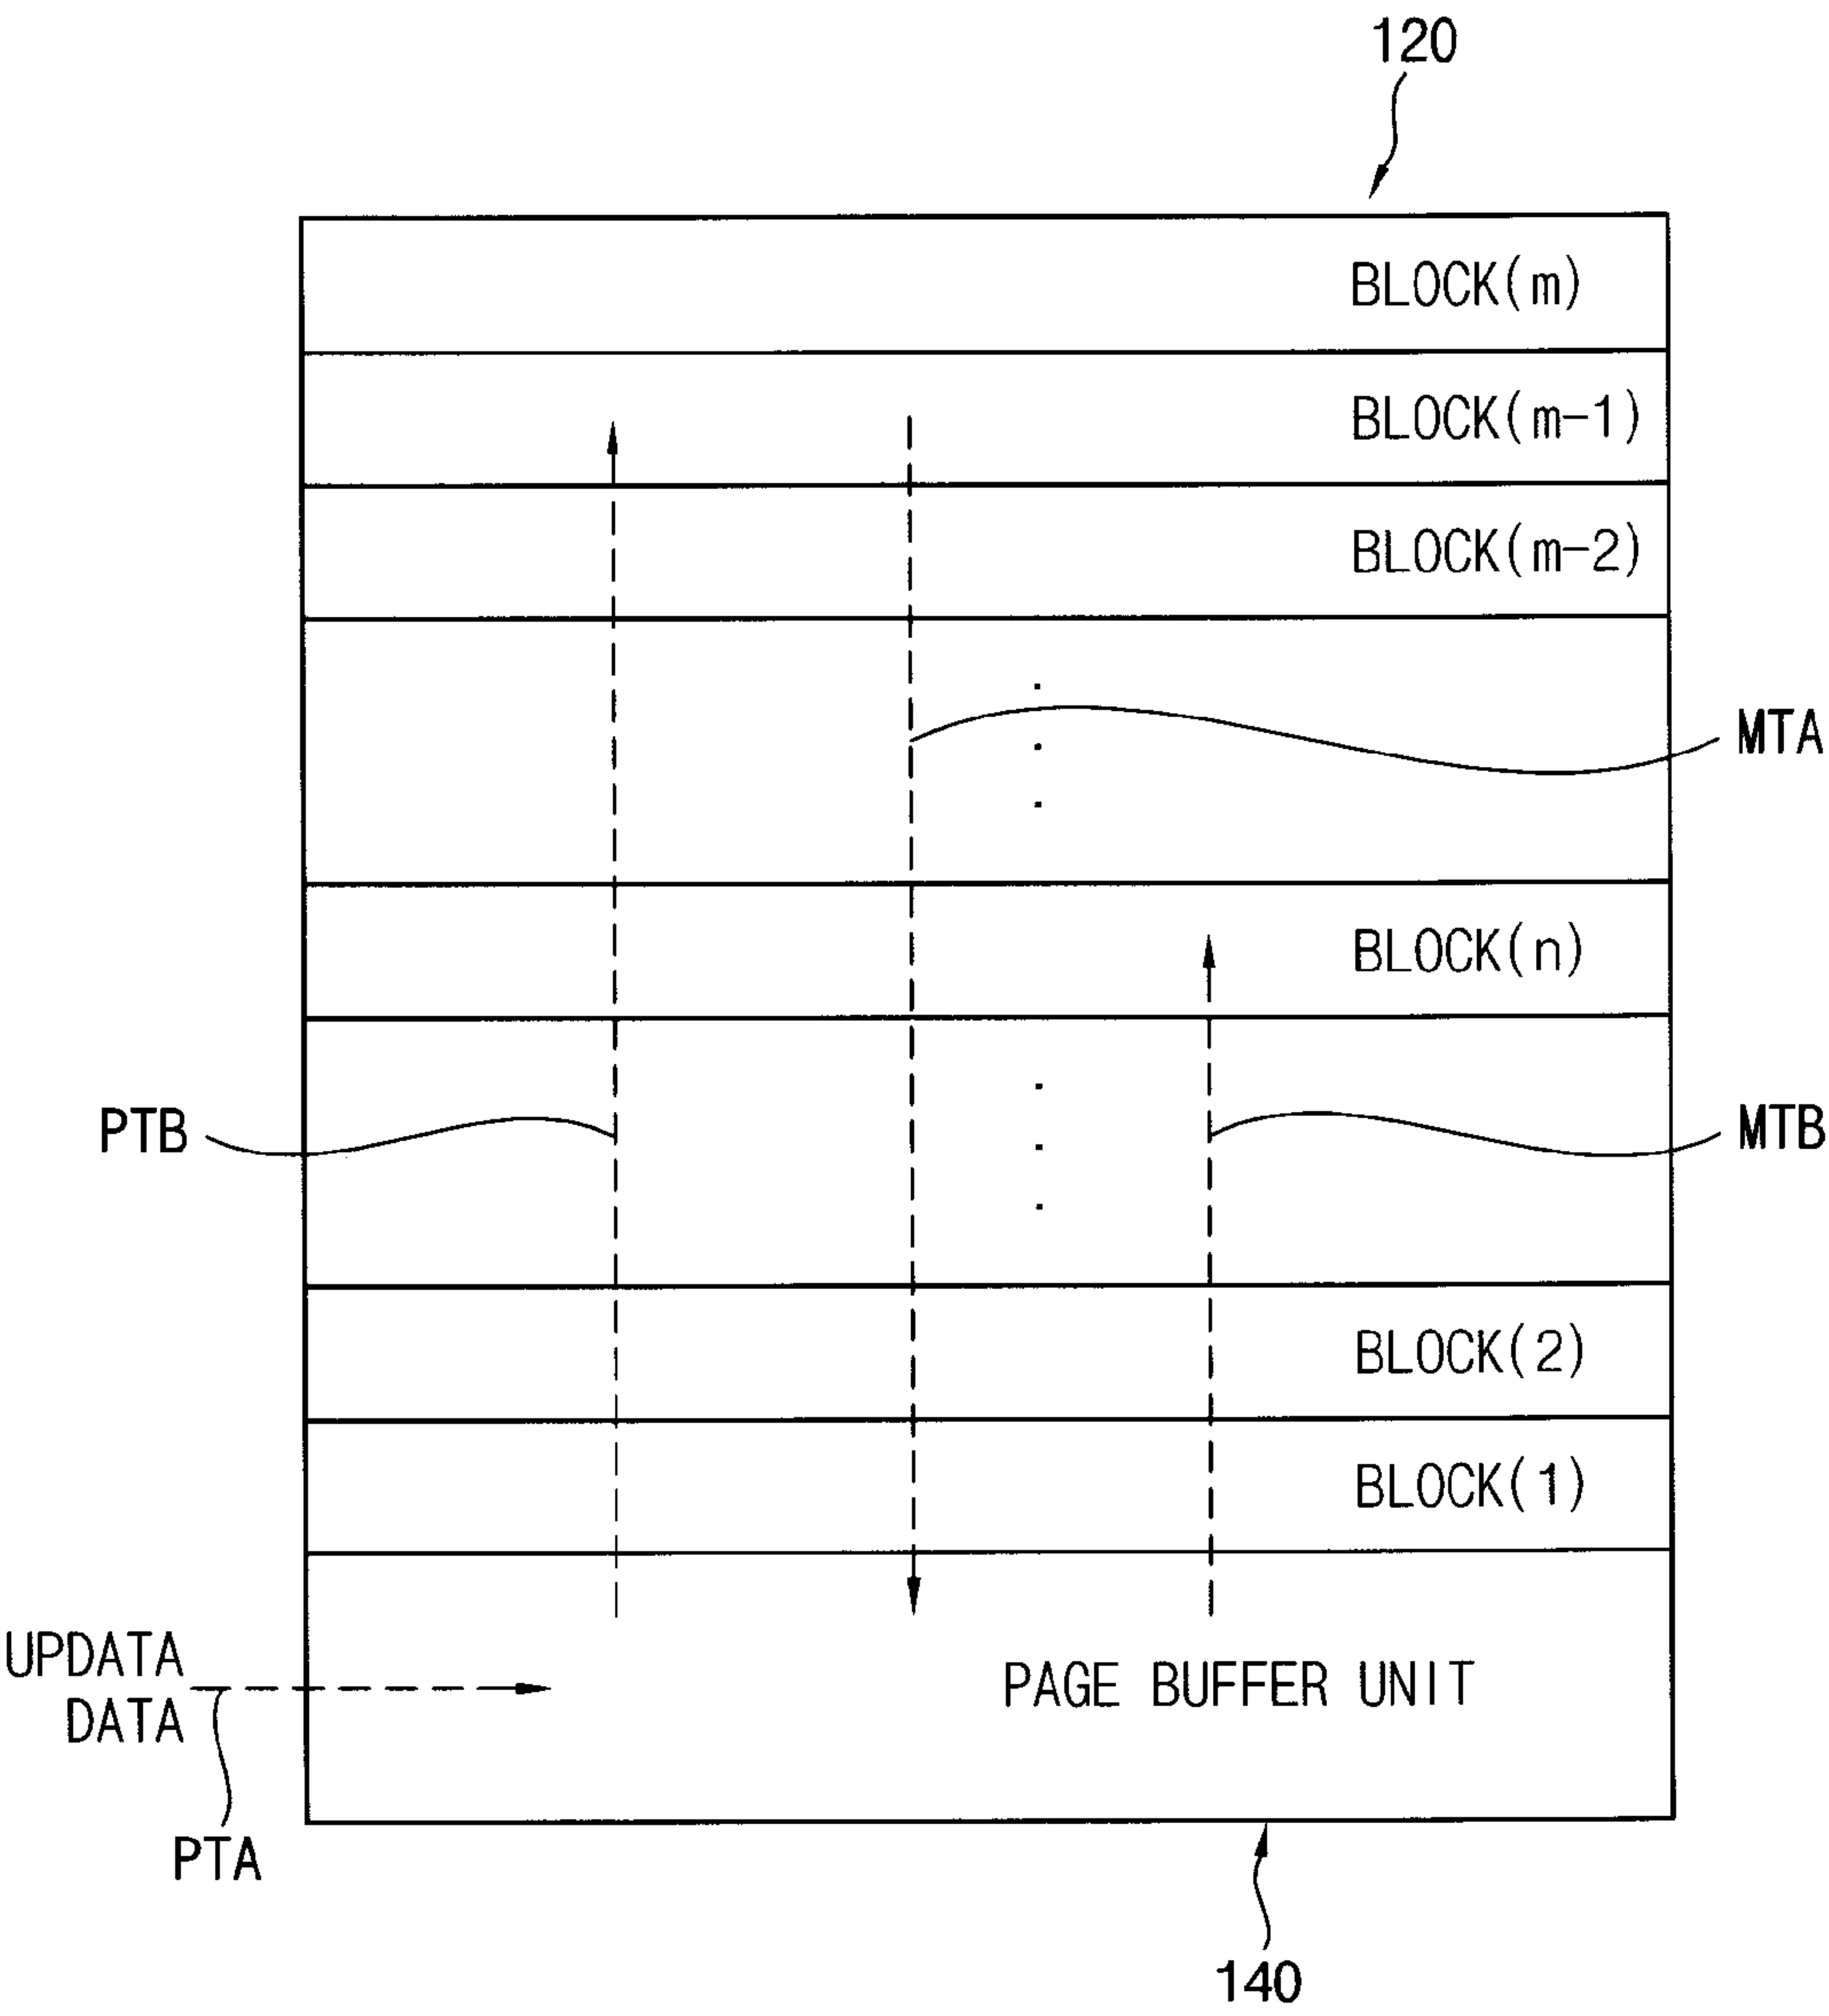 120
BLOCK(m)
BLOCK(m-1)
BLOCK(m-2)
MTA
BLOCK(n)
PTB
MTB
BLOCK(2)
BLOCK(1)
UPDATA
DATA
PAGE BUFFER UNIT
PTA
140